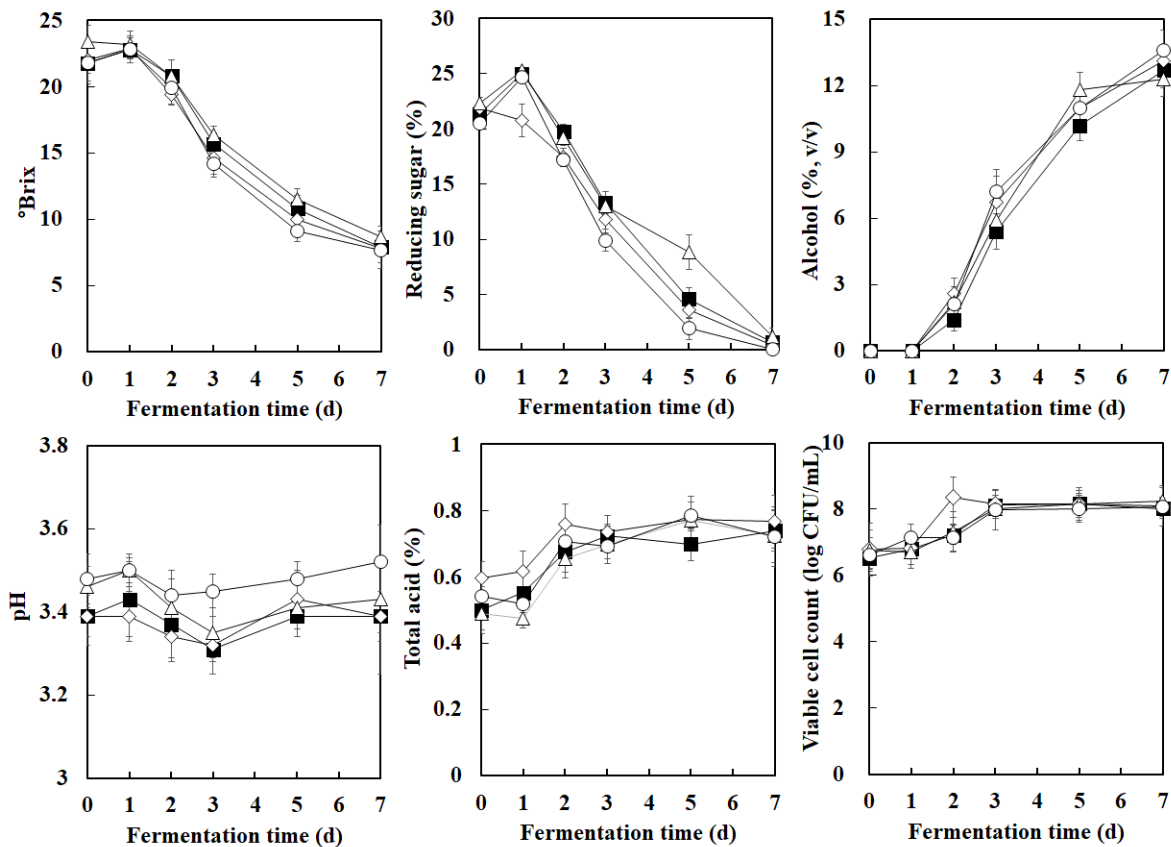 °Brix
25
20
15
10
5
0
0 1 2 3 4 5 6 7
Fermentation time (d)
Reducing sugar (%)
30
25
20
15
10
5
0
0 1 2 3 4 5 6 7
Fermentation time (d)
Alcohol (%, v/v)
15
12
9
6
3
0
0 1 2 3 4 5 6 7
Fermentation time (d)
pH
3.8
3.6
3.4
3.2
3
0 1 2 3 4 5 6 7
Fermentation time (d)
Total acid (%)
1
0.8
0.6
0.4
0.2
0
0 1 2 3 4 5 6 7
Fermentation time (d)
Viable cell count (log CFU/mL)
10
8
6
4
2
0
0 1 2 3 4 5 6 7
Fermentation time (d)